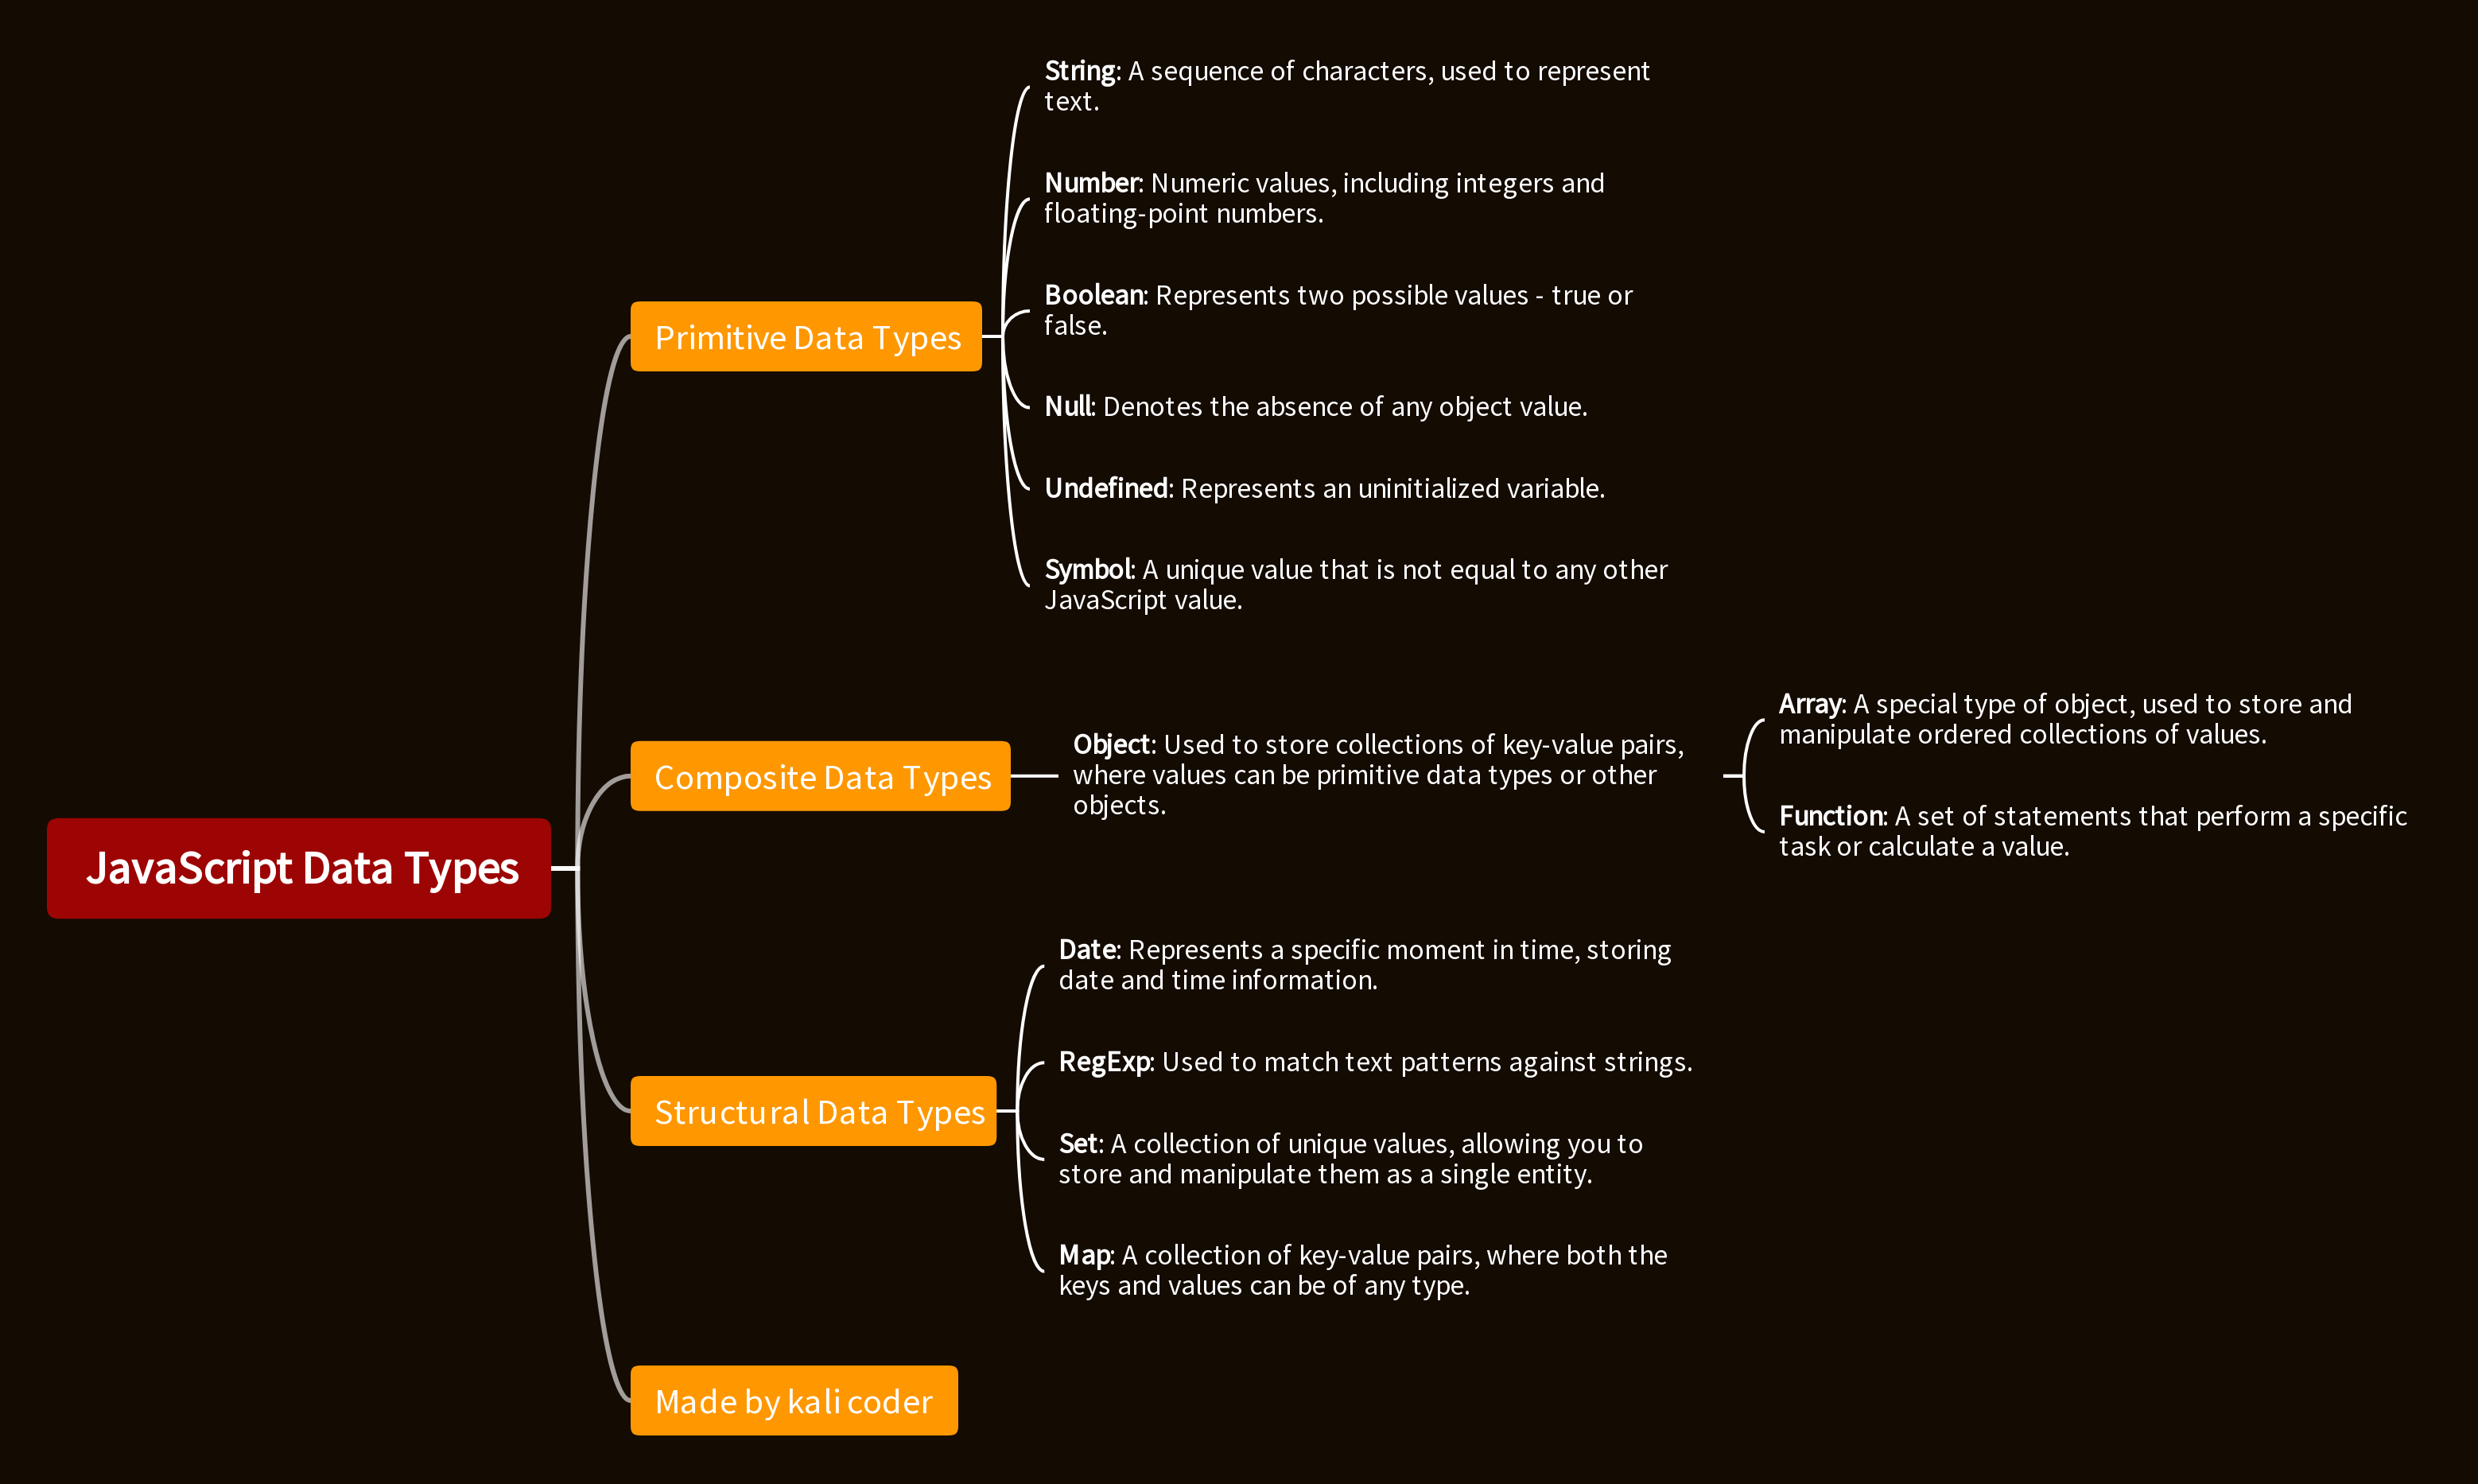 String: A sequence of characters, used to represent
text.
Number: Numeric values, including integers and
floating-point numbers.
Boolean: Represents two possible values - true or
false.
Primitive Data Types
Null: Denotes the absence of any object value.
Undefined: Represents an uninitialized variable.
Symbol: A unique value that is not equal to any other
JavaScript value.
Composite Data Types
Object: Used to store collections of key-value pairs,
where values can be primitive data types or other
objects.
Array: A special type of object, used to store and
manipulate ordered collections of values.
Function: A set of statements that perform a specific
task or calculate a value.
JavaScript Data Types
Date: Represents a specific moment in time, storing
date and time information.
RegExp: Used to match text patterns against strings.
Structural Data Types
Set: A collection of unique values, allowing you to
store and manipulate them as a single entity.
Map: A collection of key-value pairs, where both the
keys and values can be of any type.
Made by kali coder